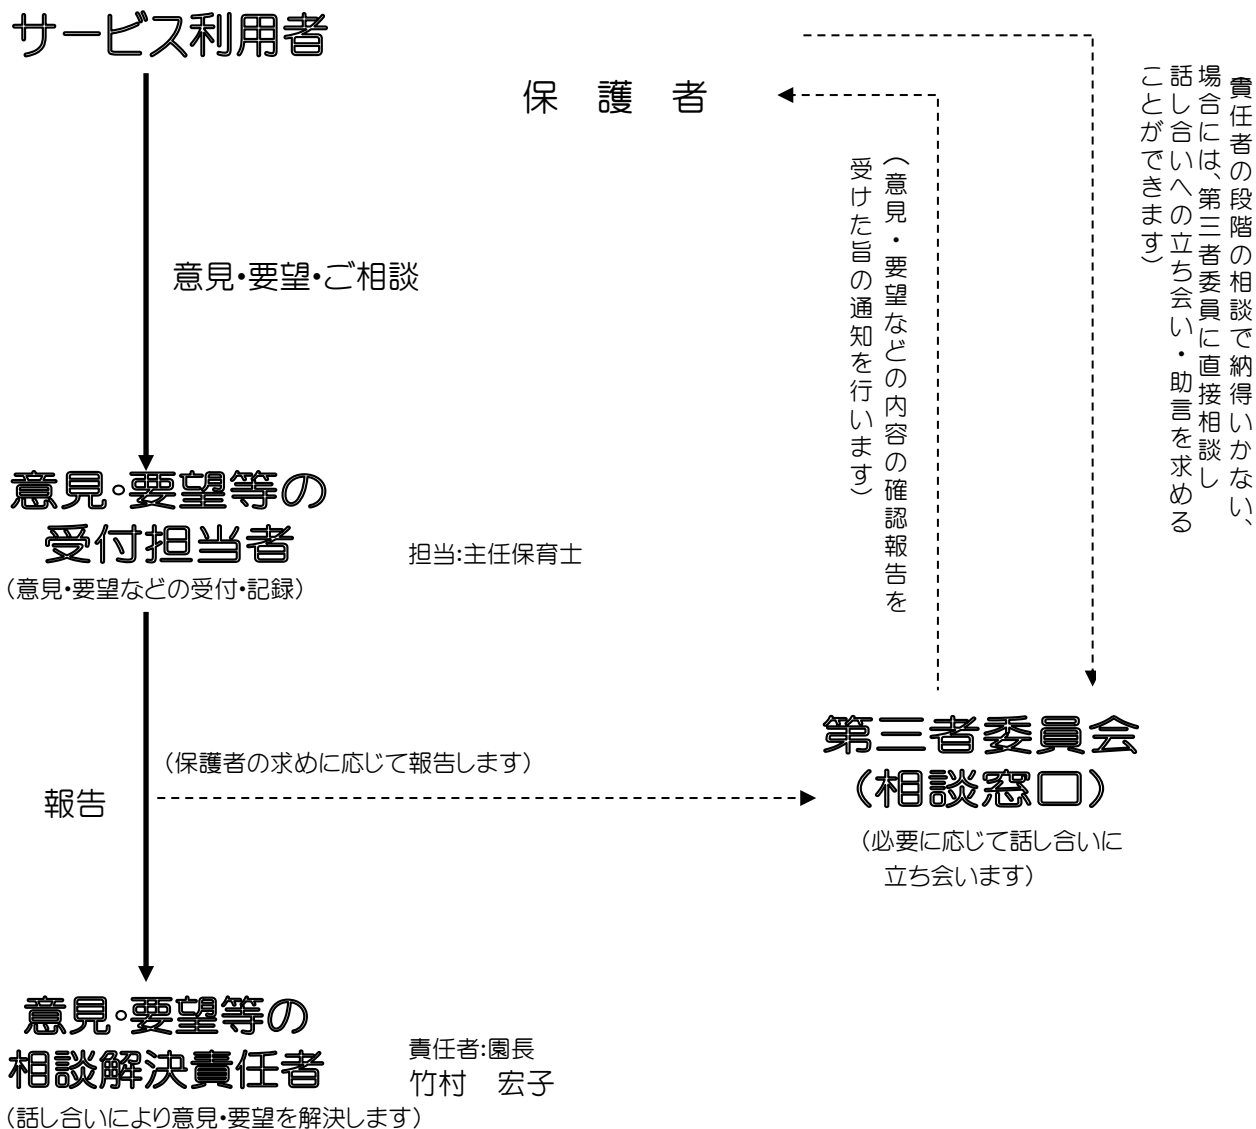 サービス利用者
保　護　者
責任者の段階の相談で納得いかない、
場合には、第三者委員に直接相談し
話し合いへの立ち会い・助言を求める
ことができます）
（意見・要望などの内容の確認報告を
受けた旨の通知を行います）
意見・要望・ご相談
意見・要望等の
受付担当者
担当：主任保育士
（意見・要望などの受付・記録）
第三者委員会
（相談窓口）
（必要に応じて話し合いに
立ち会います）
（保護者の求めに応じて報告します）
報告
意見・要望等の
相談解決責任者
責任者：園長
竹村　宏子
（話し合いにより意見・要望を解決します）